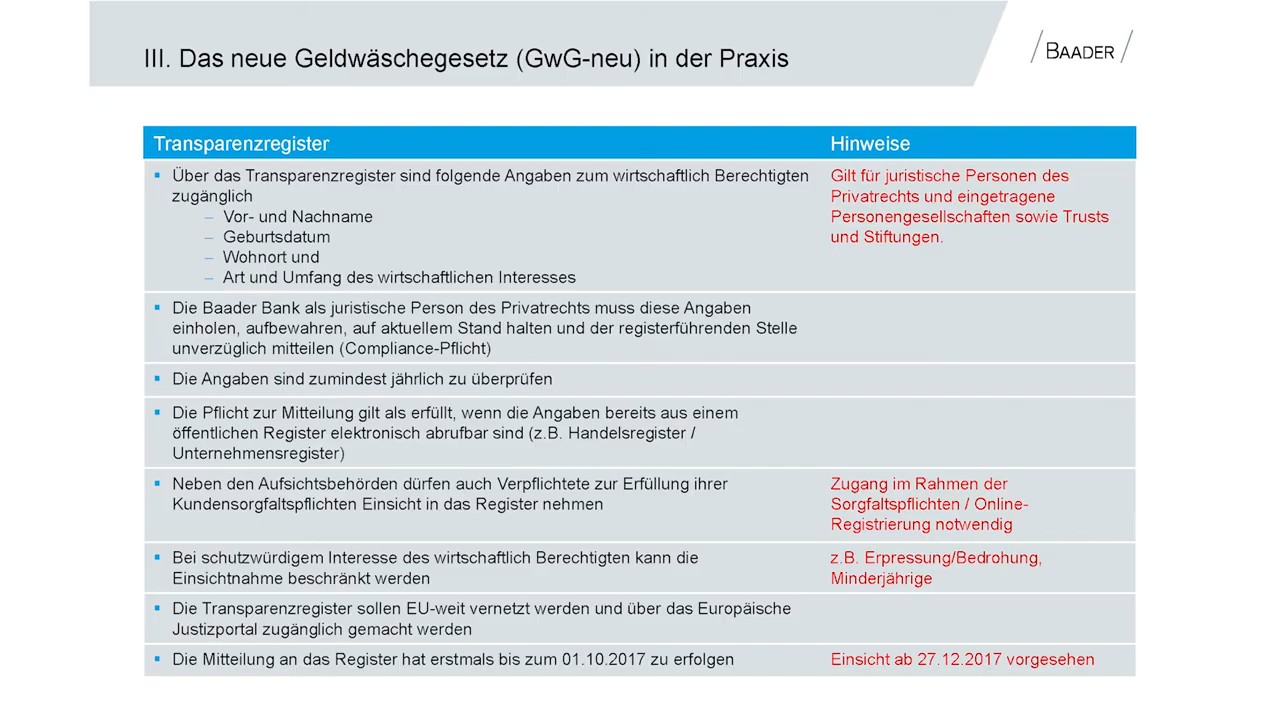 III. Das neue Geldwäschegesetz (GwG-neu) in der Praxis
BAADER
Transparenzregister
Hinweise
▪ Über das Transparenzregister sind folgende Angaben zum wirtschaftlich Berechtigten
zugänglich
– Vor- und Nachname
– Geburtsdatum
– Wohnort und
– Art und Umfang des wirtschaftlichen Interesses
Gilt für juristische Personen des
Privatrechts und eingetragene
Personengesellschaften sowie Trusts
und Stiftungen.
▪ Die Baader Bank als juristische Person des Privatrechts muss diese Angaben
einholen, aufbewahren, auf aktuellem Stand halten und der registerführenden Stelle
unverzüglich mitteilen (Compliance-Pflicht)
▪ Die Angaben sind zumindest jährlich zu überprüfen
▪ Die Pflicht zur Mitteilung gilt als erfüllt, wenn die Angaben bereits aus einem
öffentlichen Register elektronisch abrufbar sind (z.B. Handelsregister /
Unternehmensregister)
▪ Neben den Aufsichtsbehörden dürfen auch Verpflichtete zur Erfüllung ihrer
Kundensorgfaltspflichten Einsicht in das Register nehmen
Zugang im Rahmen der
Sorgfaltspflichten / Online-
Registrierung notwendig
▪ Bei schutzwürdigem Interesse des wirtschaftlich Berechtigten kann die
Einsichtnahme beschränkt werden
z.B. Erpressung/Bedrohung,
Minderjährige
▪ Die Transparenzregister sollen EU-weit vernetzt werden und über das Europäische
Justizportal zugänglich gemacht werden
▪ Die Mitteilung an das Register hat erstmals bis zum 01.10.2017 zu erfolgen
Einsicht ab 27.12.2017 vorgesehen